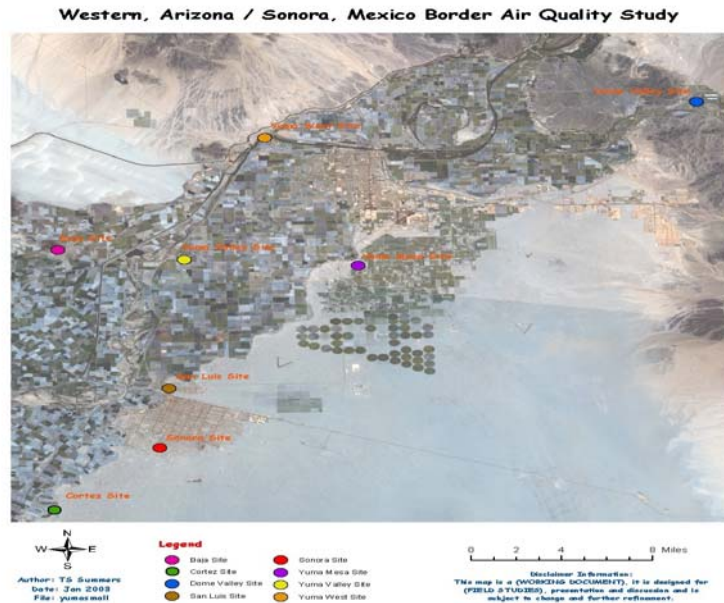 Western, Arizona / Sonora, Mexico Border Air Quality Study
Dome Valley Site
Yuma West Site
Baja Site
Yuma Valley Site
Yuma Mesa Site
San Luis Site
Sonora Site
Cortez Site
N
W E
S
Author: TS Summers
Date: Jan 2008
File: yumasmall
Legend
Baja Site
Cortez Site
Dome Valley Site
San Luis Site
Sonora Site
Yuma Mesa Site
Yuma Valley Site
Yuma West Site
0 2 4 8 Miles
Disclaimer Information:
This map is a (WORKING DOCUMENT), it is designed for
(FIELD STUDIES), presentation and discussion and is
subject to change and further refinement.